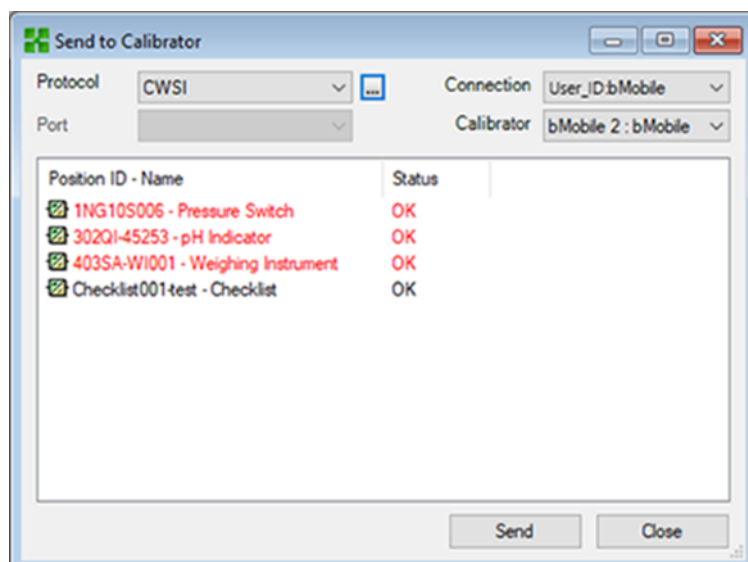 Send to Calibrator
Protocol CWSI ... Connection User_ID:bMobile
Port Calibrator bMobile 2 : bMobile
Position ID - Name Status
1NG10S006 - Pressure Switch OK
302QI-45253 - pH Indicator OK
403SA-WI001 - Weighing Instrument OK
Checklist001-test - Checklist OK
Send Close